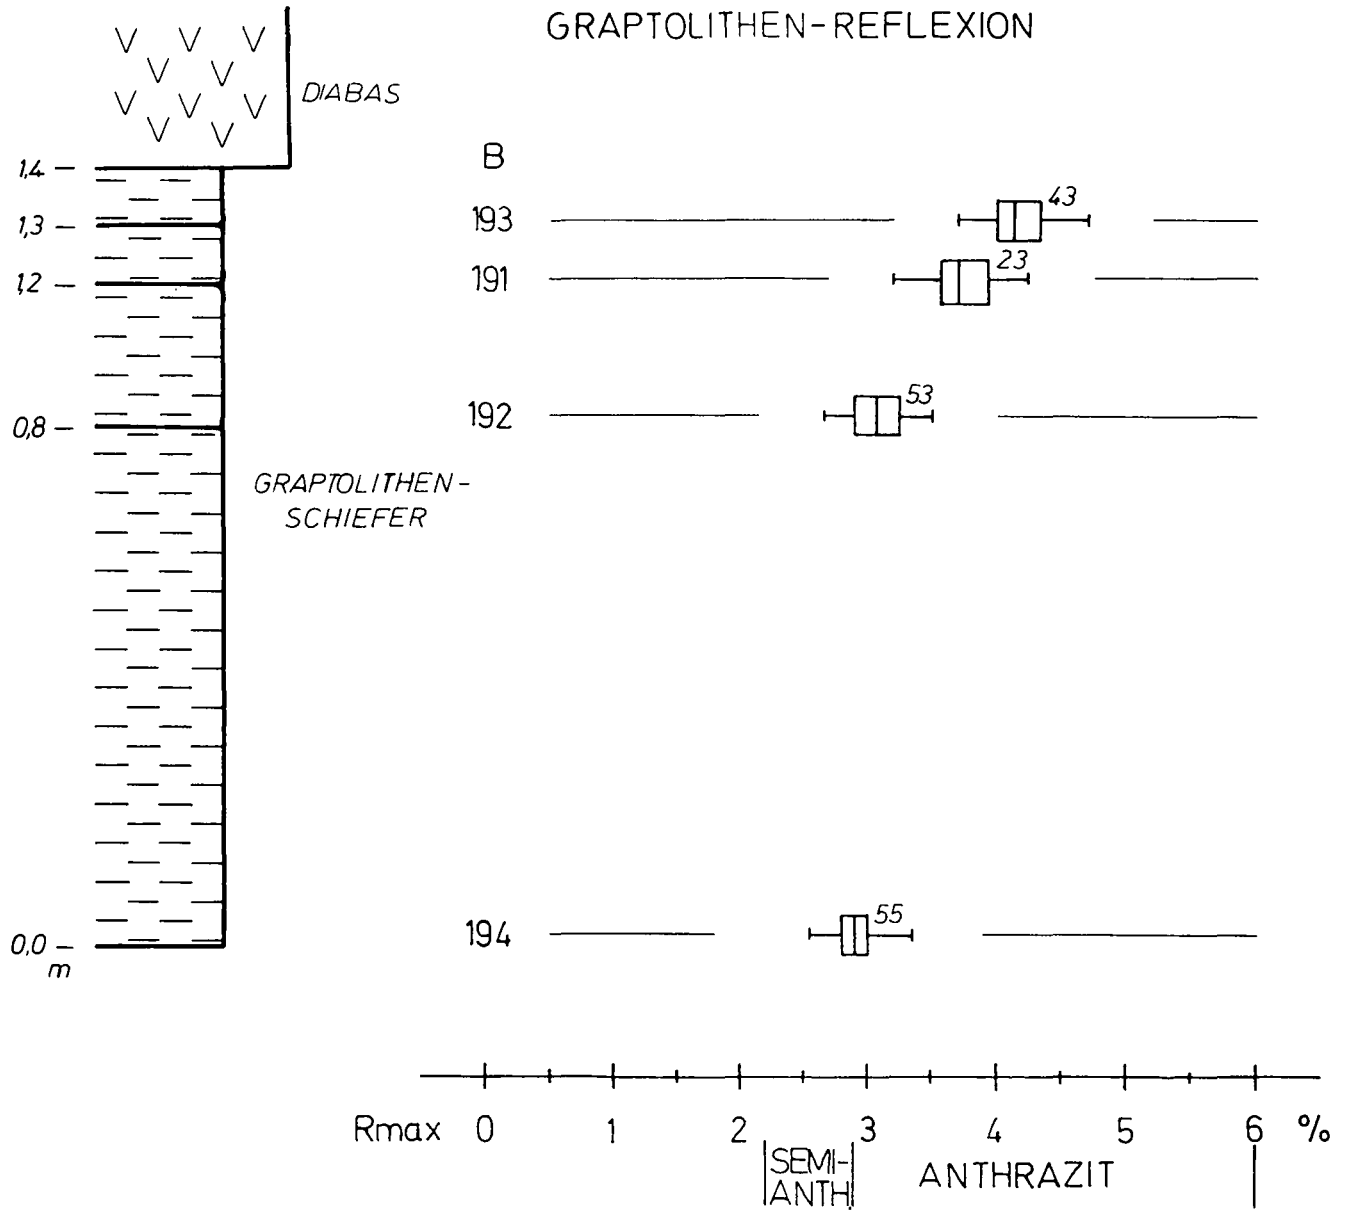 GRAPTOLITHEN-REFLEXION
DIABAS
B
1,4
193
43
1,3
191
23
1,2
192
53
0,8
GRAPTOLITHEN-
SCHIEFER
194
55
0,0
m
Rmax 0 1 2 3 4 5 6 %
SEMI-
ANTH
ANTHRAZIT